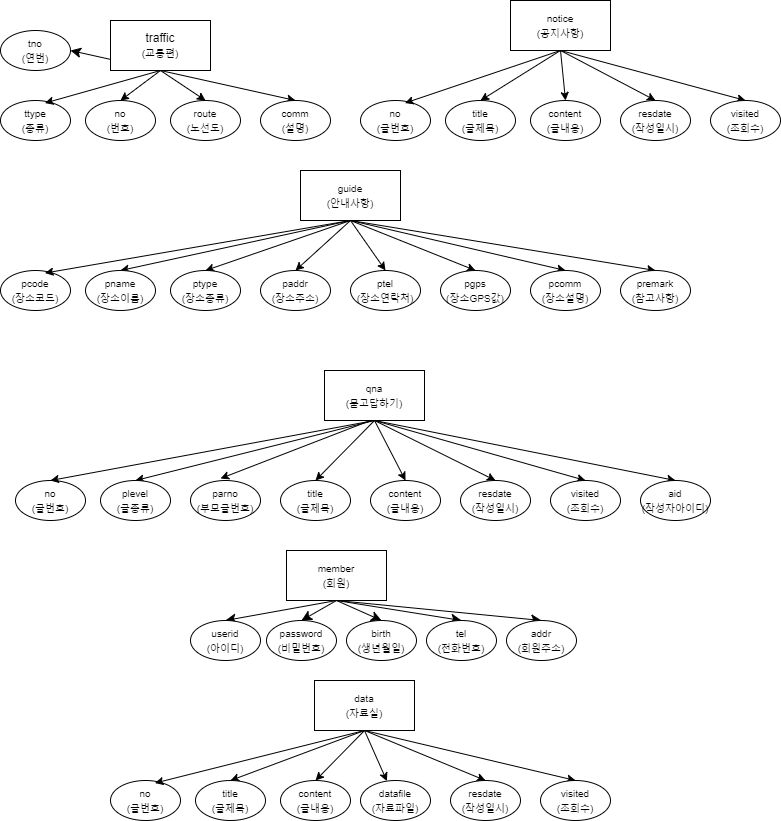 traffic
(교통편)
tno
(연번)
ttype
(종류)
no
(번호)
route
(노선도)
comm
(설명)
notice
(공지사항)
no
(글번호)
title
(글제목)
content
(글내용)
resdate
(작성일시)
visited
(조회수)
guide
(안내사항)
pcode
(장소코드)
pname
(장소이름)
ptype
(장소종류)
paddr
(장소주소)
ptel
(장소연락처)
pgps
(장소GPS값)
pcomm
(장소설명)
premark
(참고사항)
qna
(묻고답하기)
no
(글번호)
plevel
(글종류)
parno
(부모글번호)
title
(글제목)
content
(글내용)
resdate
(작성일시)
visited
(조회수)
aid
(작성자아이디)
member
(회원)
userid
(아이디)
password
(비밀번호)
birth
(생년월일)
tel
(전화번호)
addr
(회원주소)
data
(자료실)
no
(글번호)
title
(글제목)
content
(글내용)
datafile
(자료파일)
resdate
(작성일시)
visited
(조회수)